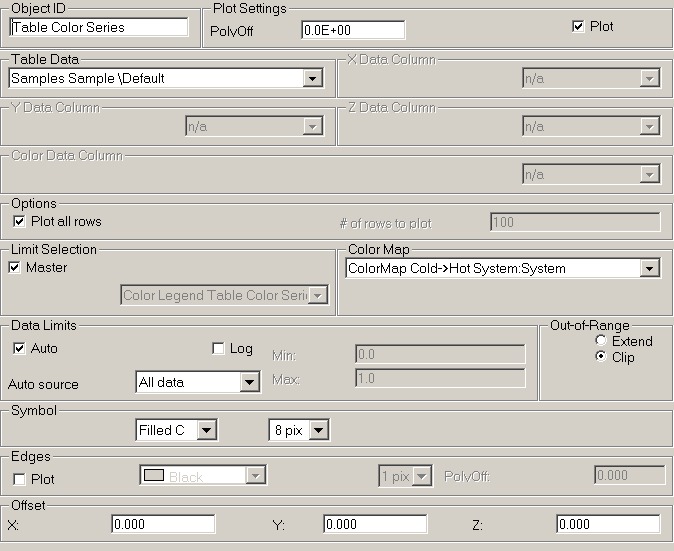 Object ID
Plot Settings
Table Color Series
PolyOff
0.0E+00
Plot
Table Data
X Data Column
Samples Sample \Default
n/a
Y Data Column
Z Data Column
n/a
n/a
Color Data Column
n/a
Options
Plot all rows
# of rows to plot
100
Limit Selection
Color Map
Master
ColorMap Cold->Hot System:System
Color Legend Table Color Seri
Data Limits
Out-of-Range
Auto
Log
Min:
0.0
Extend
Clip
Auto source
All data
Max:
1.0
Symbol
Filled C
8 pix
Edges
Plot
Black
1 pix
PolyOff:
0.000
Offset
X:
0.000
Y:
0.000
Z:
0.000